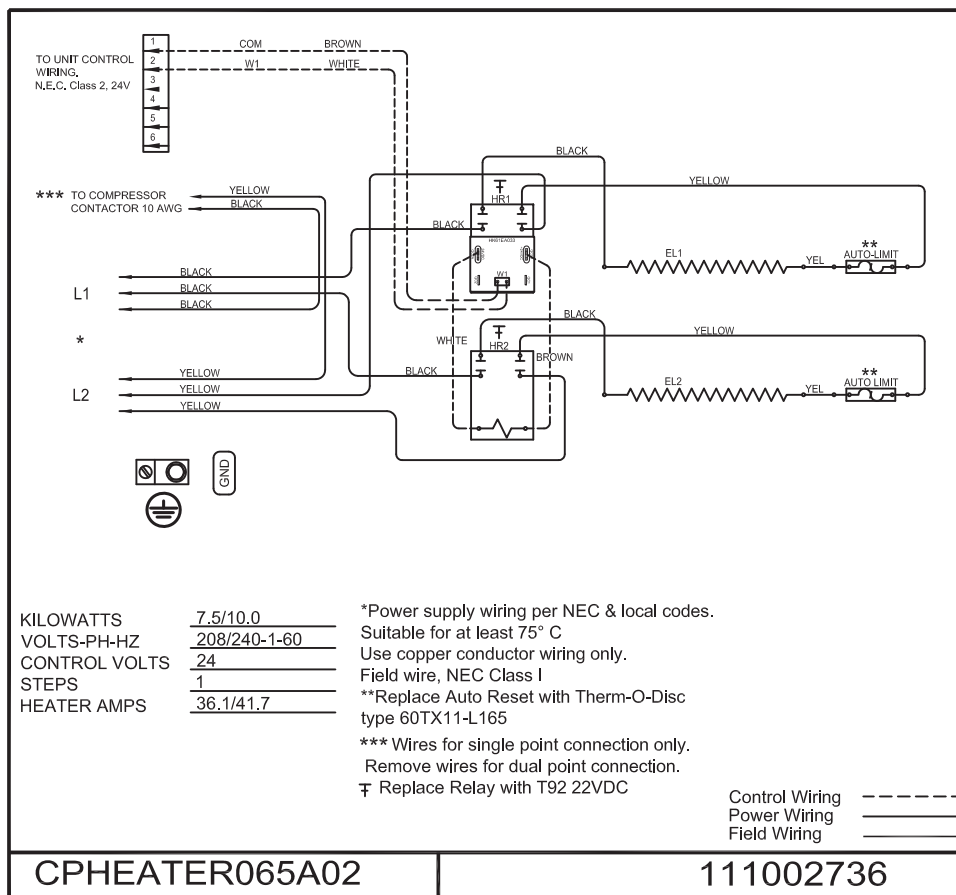 1
2
3
4
5
6
TO UNIT CONTROL
WIRING.
N.E.C. Class 2, 24V
COM BROWN
W1 WHITE
*** TO COMPRESSOR
CONTACTOR 10 AWG
YELLOW
BLACK
BLACK
YELLOW
HR1
BLACK
HK61EA033
W1
EL1
YEL
**
AUTO-LIMIT
L1
BLACK
BLACK
BLACK
*
L2
YELLOW
YELLOW
YELLOW
WHITE
BLACK
HR2
BROWN
BLACK
YELLOW
EL2
YEL
**
AUTO LIMIT
GND
KILOWATTS 7.5/10.0
VOLTS-PH-HZ 208/240-1-60
CONTROL VOLTS 24
STEPS 1
HEATER AMPS 36.1/41.7
*Power supply wiring per NEC & local codes.
Suitable for at least 75° C
Use copper conductor wiring only.
Field wire, NEC Class I
**Replace Auto Reset with Therm-O-Disc
type 60TX11-L165
*** Wires for single point connection only.
Remove wires for dual point connection.
Replace Relay with T92 22VDC
Control Wiring
Power Wiring
Field Wiring
CPHEATER065A02
111002736